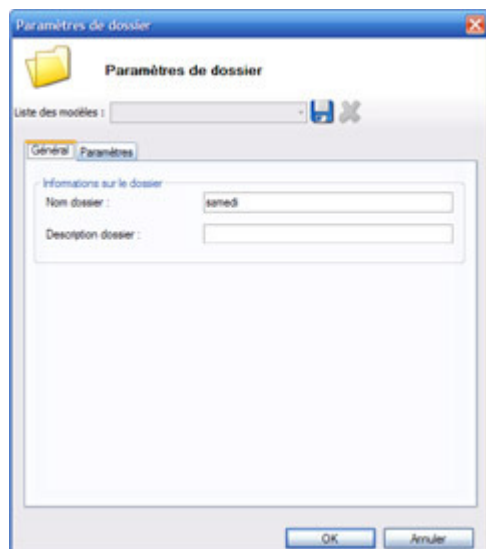 Paramètres de dossier
Paramètres de dossier
Liste des modèles :
Général Paramètres
Informations sur le dossier
Nom dossier : samedi
Description dossier :
OK Annuler